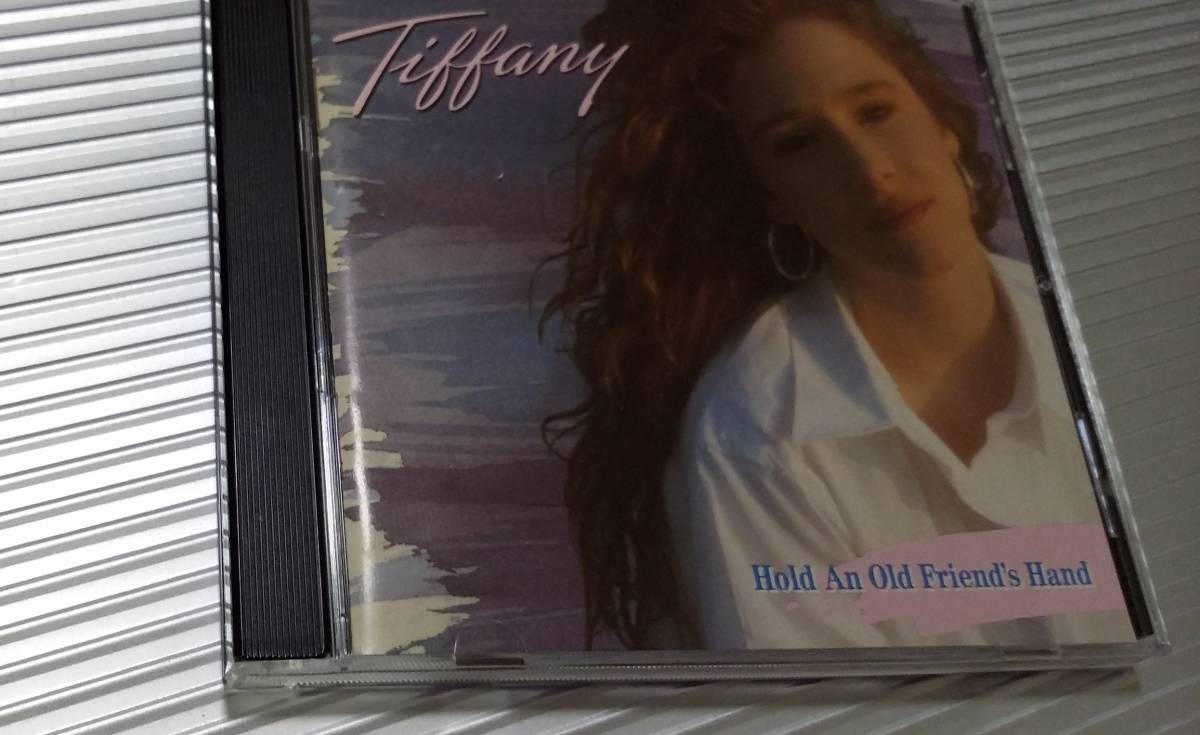 Tiffany
Hold An Old Friend's Hand